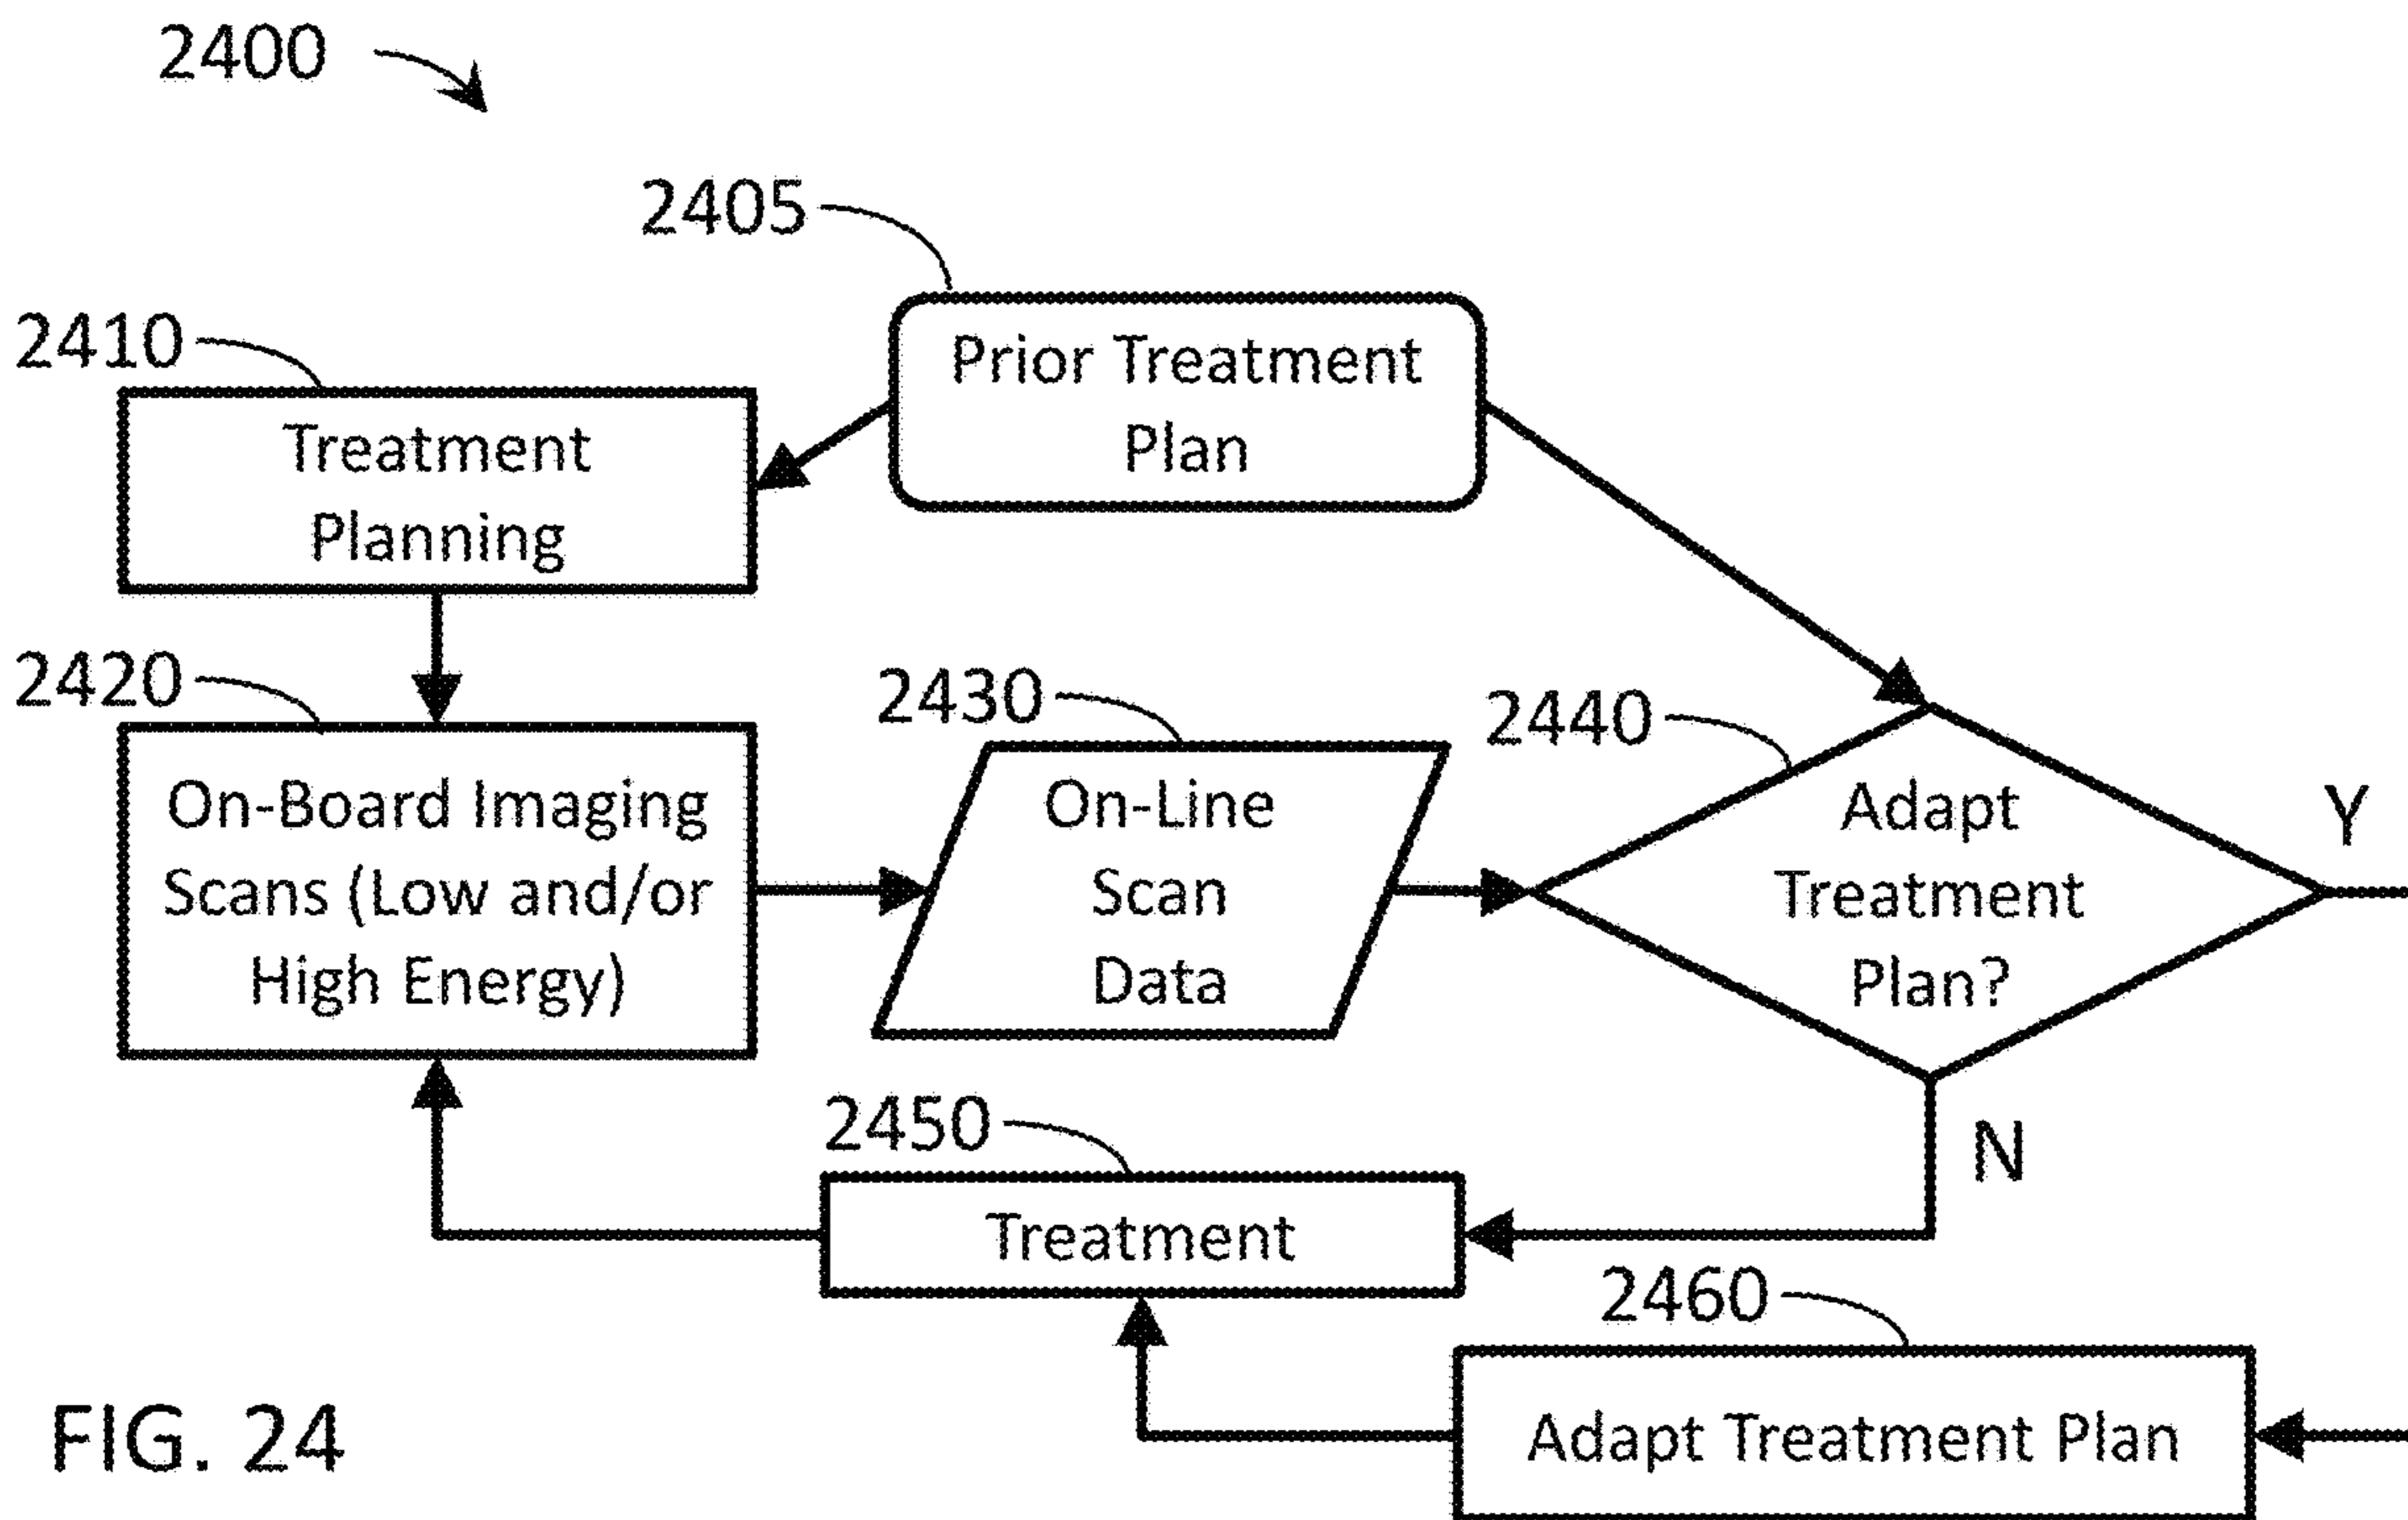 2400
2405
Prior Treatment
Plan
2410
Treatment
Planning
2420
On-Board Imaging
Scans (Low and/or
High Energy)
2430
On-Line
Scan
Data
2440
Adapt
Treatment
Plan?
Y
N
2450
Treatment
2460
Adapt Treatment Plan
FIG. 24